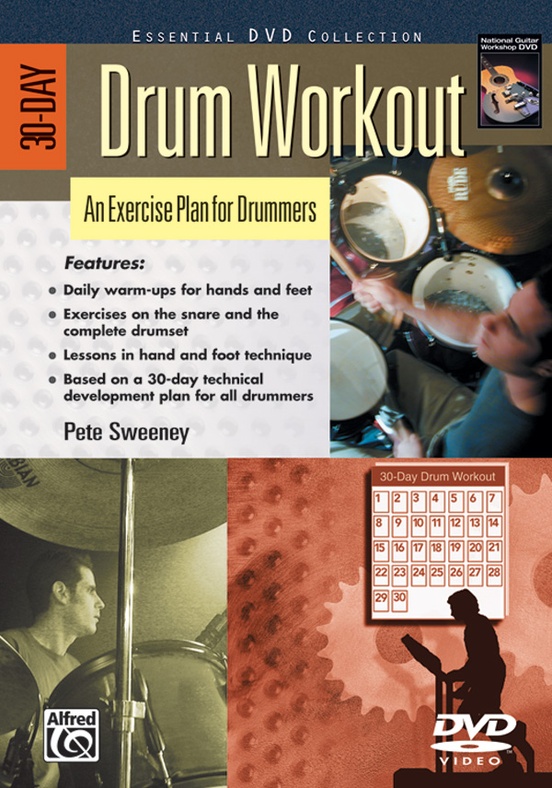 ESSENTIAL DVD COLLECTION
National Guitar
Workshop DVD
30-DAY
Drum Workout
An Exercise Plan for Drummers
RUDE
Features:
• Daily warm-ups for hands and feet
• Exercises on the snare and the
complete drumset
• Lessons in hand and foot technique
• Based on a 30-day technical
development plan for all drummers
Pete Sweeney
BIAN
30-Day Drum Workout
1 2 3 4 5 6 7
8 9 10 11 12 13 14
15 16 17 18 19 20 21
22 23 24 25 26 27 28
29 30
Alfred
DVD
VIDEO